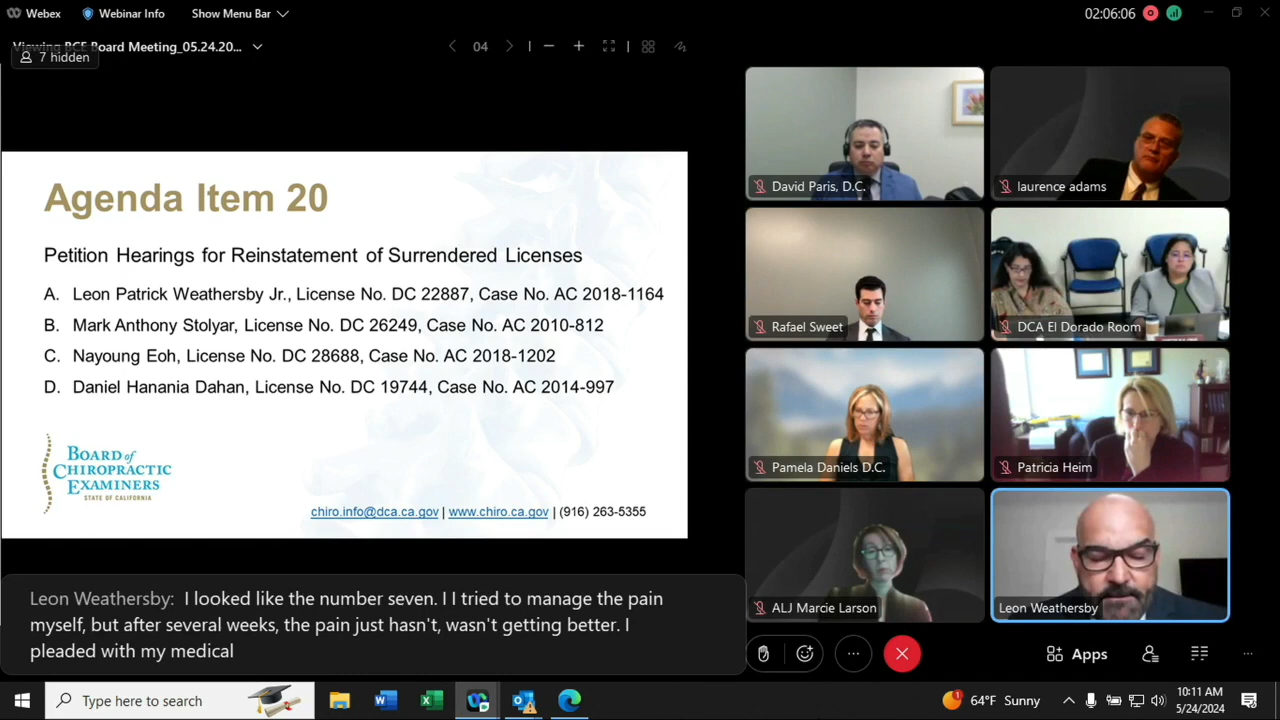 Webex Webinar Info Show Menu Bar 02:06:06
Viewing BCE Board Meeting_05.24.20... 04
7 hidden
Agenda Item 20
Petition Hearings for Reinstatement of Surrendered Licenses
A. Leon Patrick Weathersby Jr., License No. DC 22887, Case No. AC 2018-1164
B. Mark Anthony Stolyar, License No. DC 26249, Case No. AC 2010-812
C. Nayoung Eoh, License No. DC 28688, Case No. AC 2018-1202
D. Daniel Hanania Dahan, License No. DC 19744, Case No. AC 2014-997
BOARD of
CHIROPRACTIC
EXAMINERS
STATE OF CALIFORNIA
chiro.info@dca.ca.gov | www.chiro.ca.gov | (916) 263-5355
David Paris, D.C.
laurence adams
Rafael Sweet
DCA El Dorado Room
Pamela Daniels D.C.
Patricia Heim
ALJ Marcie Larson
Leon Weathersby
Leon Weathersby: I looked like the number seven. I I tried to manage the pain
myself, but after several weeks, the pain just hasn't, wasn't getting better. I
pleaded with my medical
Apps
Type here to search
1
64°F Sunny
10:11 AM
5/24/2024